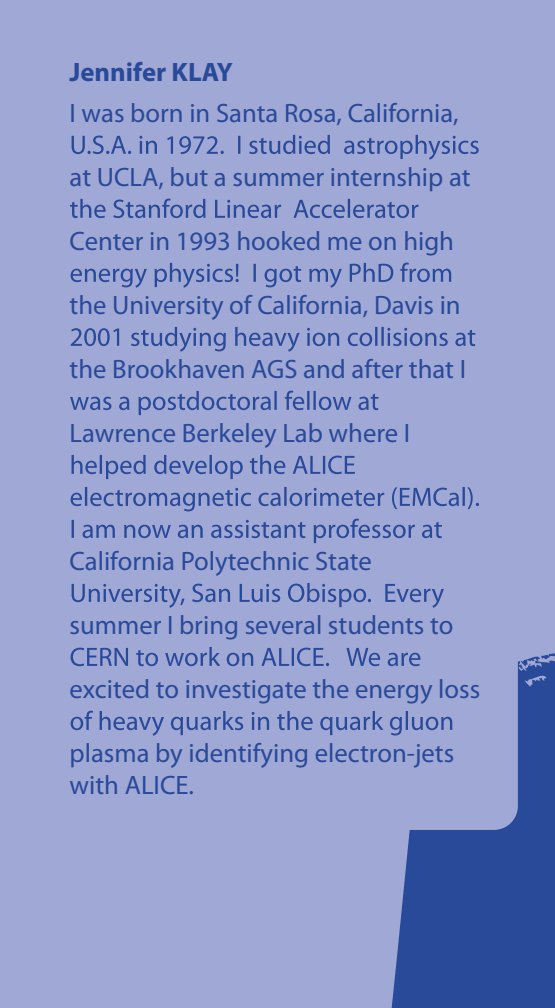 Jennifer KLAY
I was born in Santa Rosa, California,
U.S.A. in 1972.  I studied  astrophysics
at UCLA, but a summer internship at
the Stanford Linear  Accelerator
Center in 1993 hooked me on high
energy physics!  I got my PhD from
the University of California, Davis in
2001 studying heavy ion collisions at
the Brookhaven AGS and after that I
was a postdoctoral fellow at
Lawrence Berkeley Lab where I
helped develop the ALICE
electromagnetic calorimeter (EMCal).
I am now an assistant professor at
California Polytechnic State
University, San Luis Obispo.  Every
summer I bring several students to
CERN to work on ALICE.   We are
excited to investigate the energy loss
of heavy quarks in the quark gluon
plasma by identifying electron-jets
with ALICE.